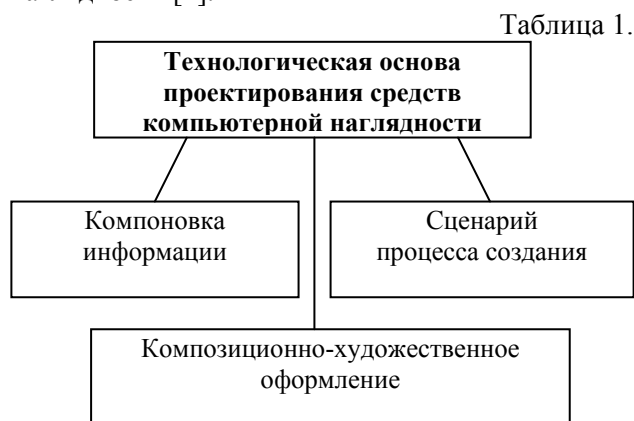 Таблица 1.
Технологическая основа
проектирования средств
компьютерной наглядности
Компоновка
информации
Сценарий
процесса создания
Композиционно-художественное
оформление